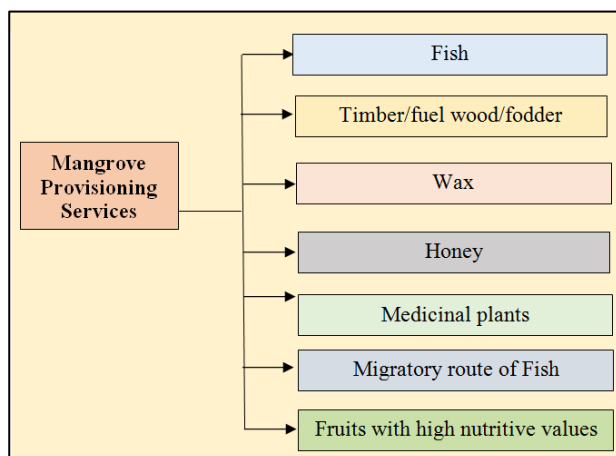 Mangrove
Provisioning
Services
Fish
Timber/fuel wood/fodder
Wax
Honey
Medicinal plants
Migratory route of Fish
Fruits with high nutritive values